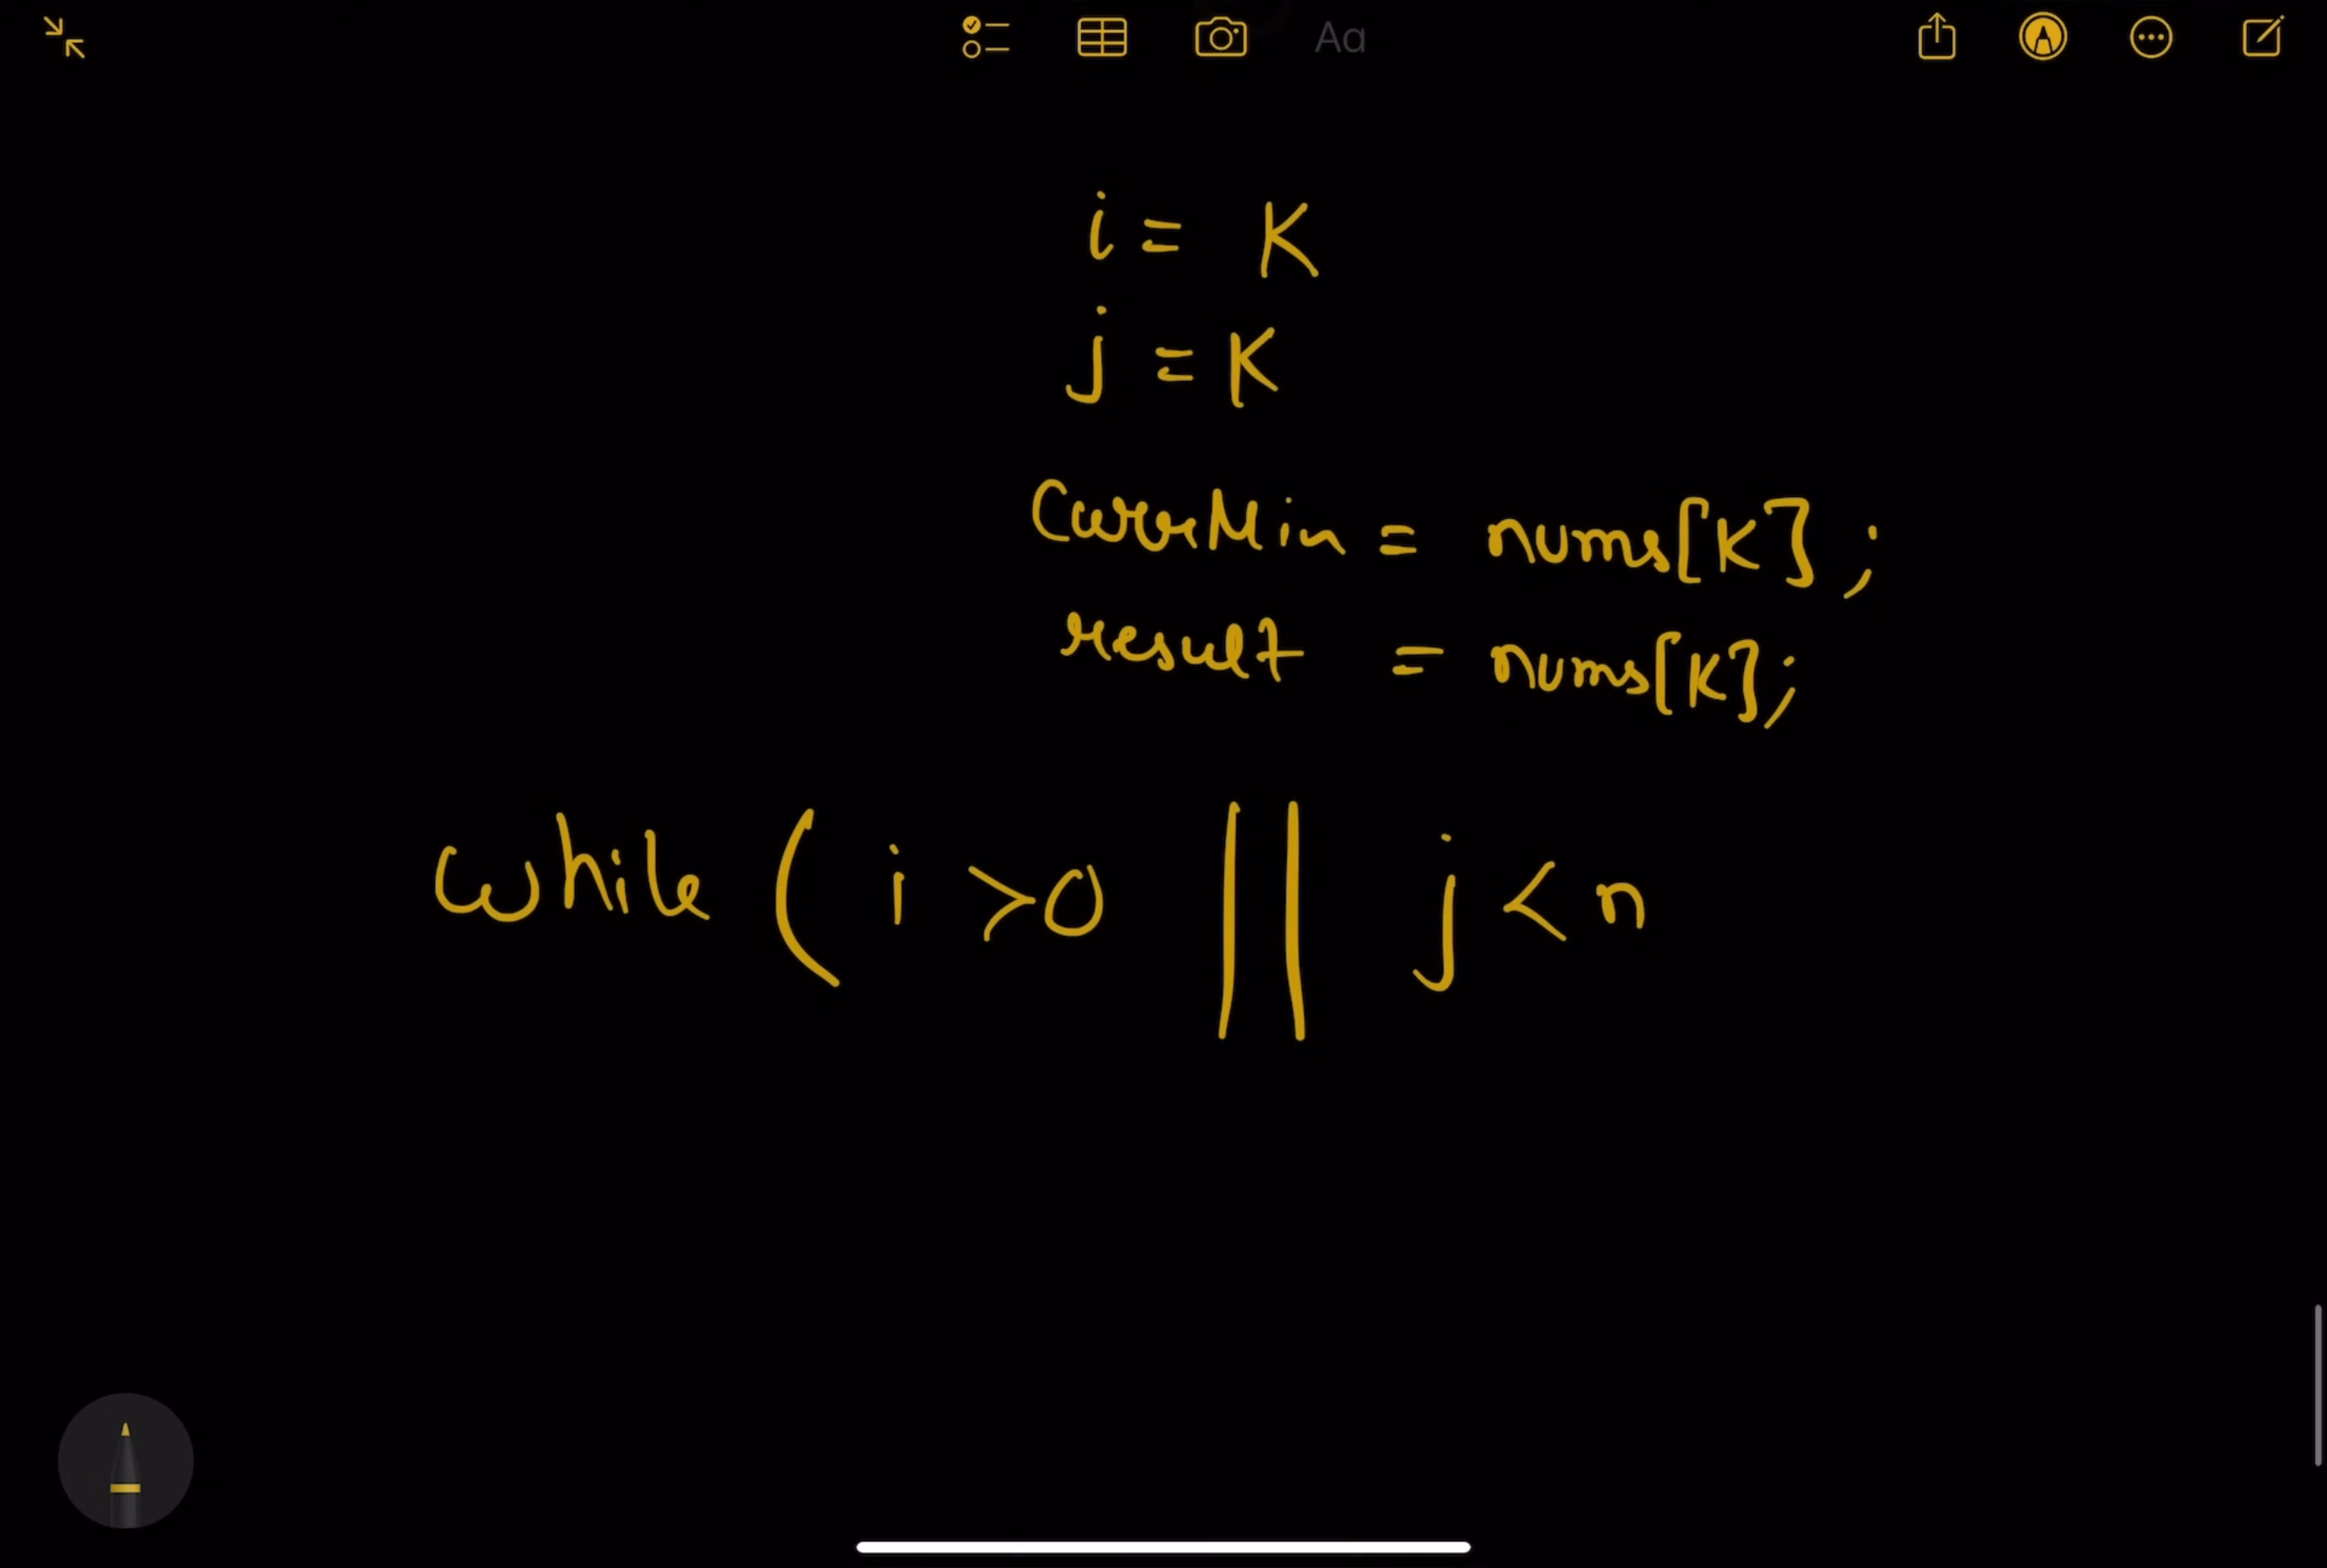 Aa
i = K
j = K
CurrMin = nums[K];
result = nums[K];
while ( i >0 || j < n